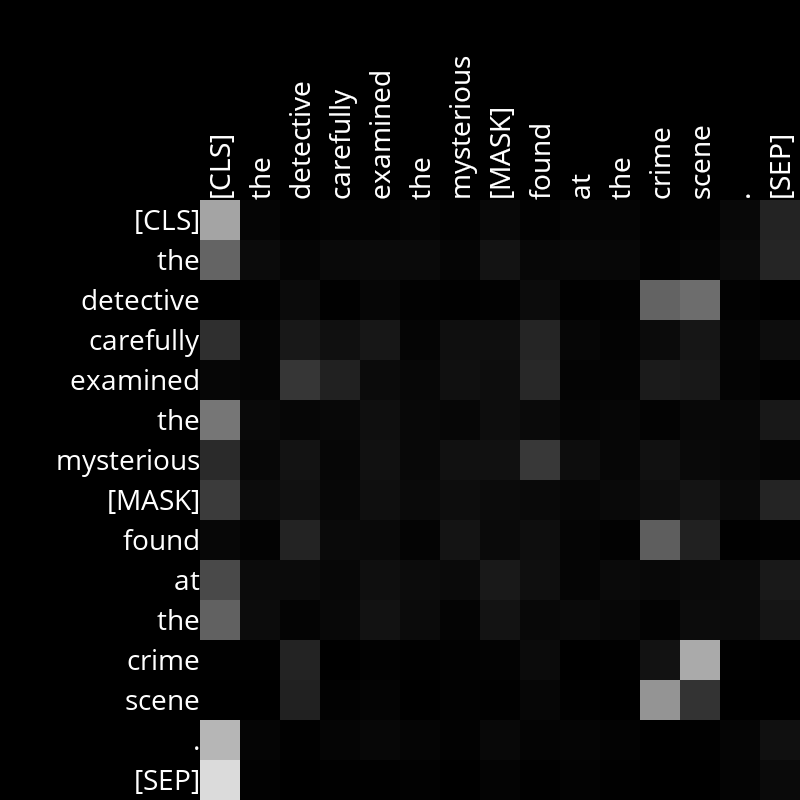 [CLS] the detective carefully examined the mysterious [MASK] found at the crime scene . [SEP]
[CLS]
the
detective
carefully
examined
the
mysterious
[MASK]
found
at
the
crime
scene
.
[SEP]